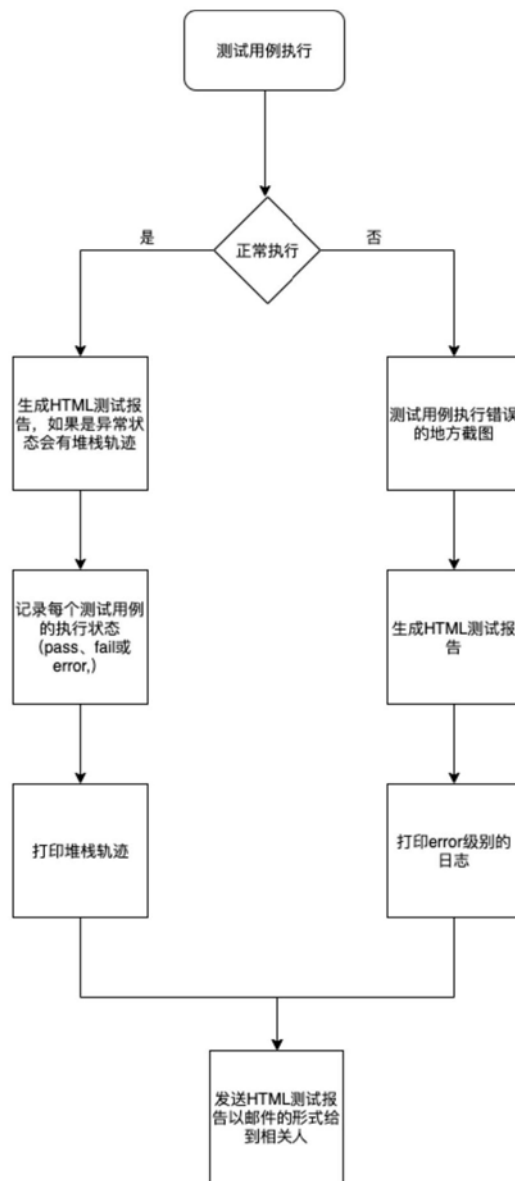 测试用例执行
正常执行
是
否
生成HTML测试报
告，如果是异常状
态会有堆栈轨迹
测试用例执行错误
的地方截图
记录每个测试用例
的执行状态
（pass、fail或
error,）
生成HTML测试报
告
打印堆栈轨迹
打印error级别的
日志
发送HTML测试报
告以邮件的形式给
到相关人